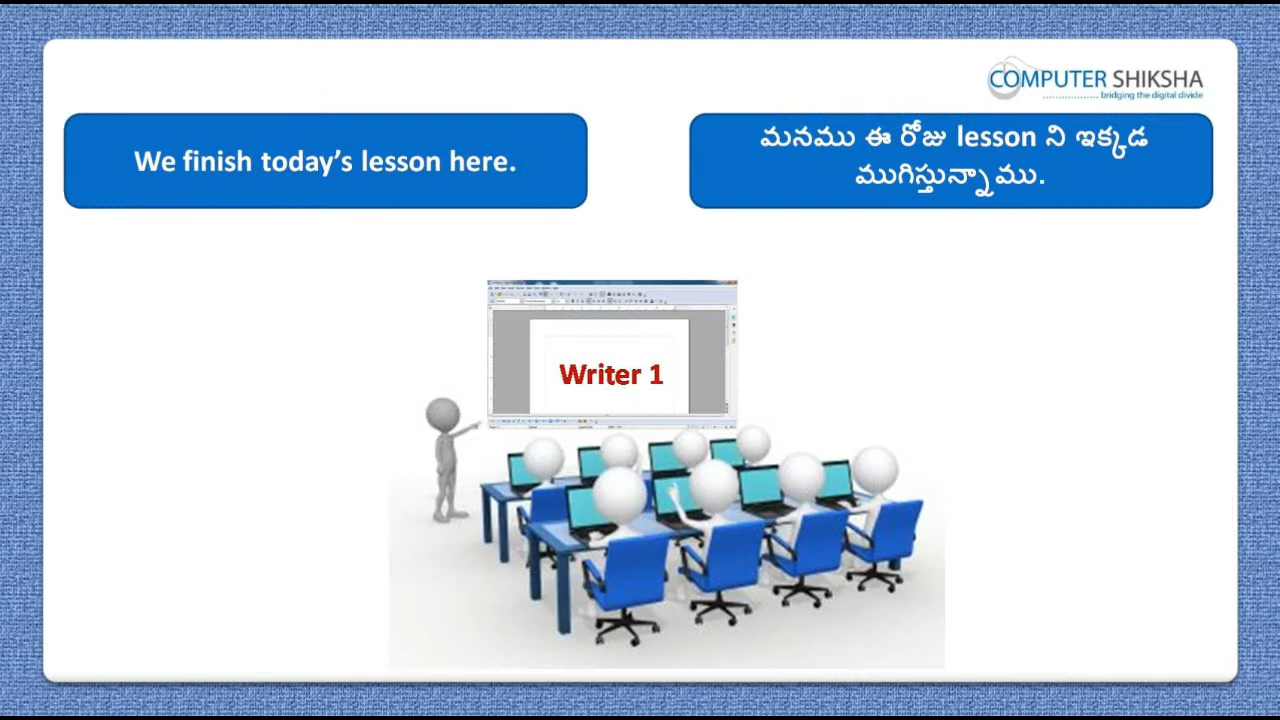 COMPUTER SHIKSHA
bridging the digital divide
We finish today's lesson here.
మనము ఈ రోజు lesson ని ఇక్కడ
ముగిస్తున్నాము.
Writer 1